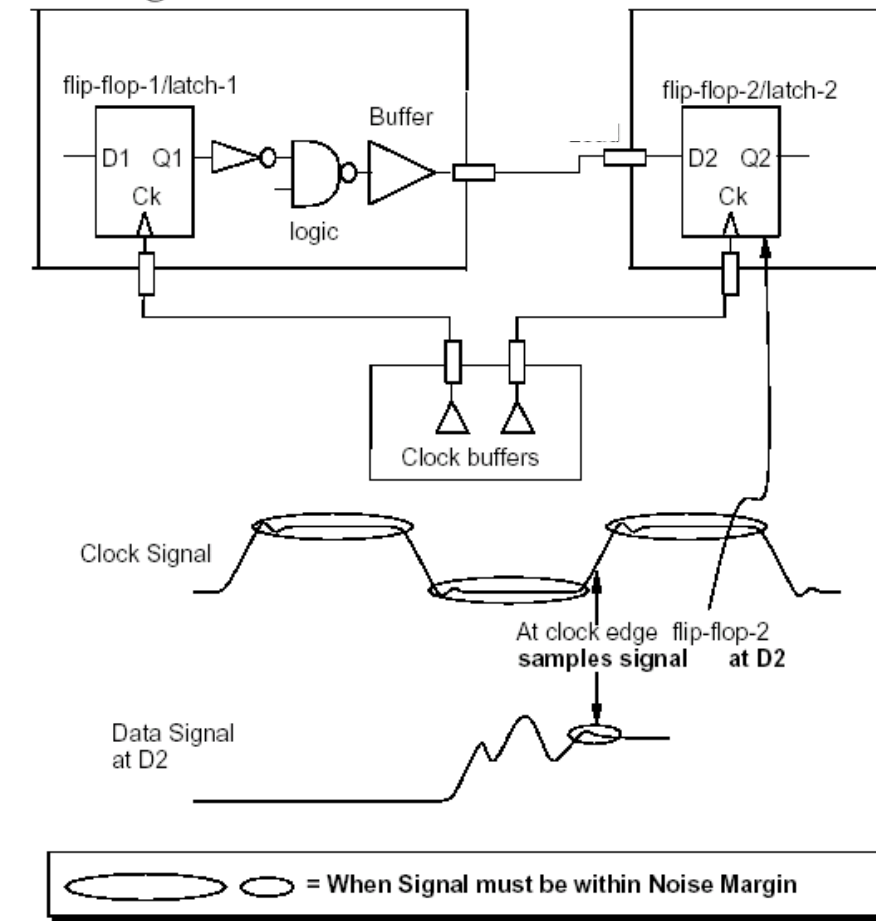 flip-flop-1/latch-1
flip-flop-2/latch-2
Buffer
D1 Q1
D2 Q2
Ck
Ck
logic
Clock buffers
Clock Signal
At clock edge flip-flop-2
samples signal at D2
Data Signal
at D2
= When Signal must be within Noise Margin